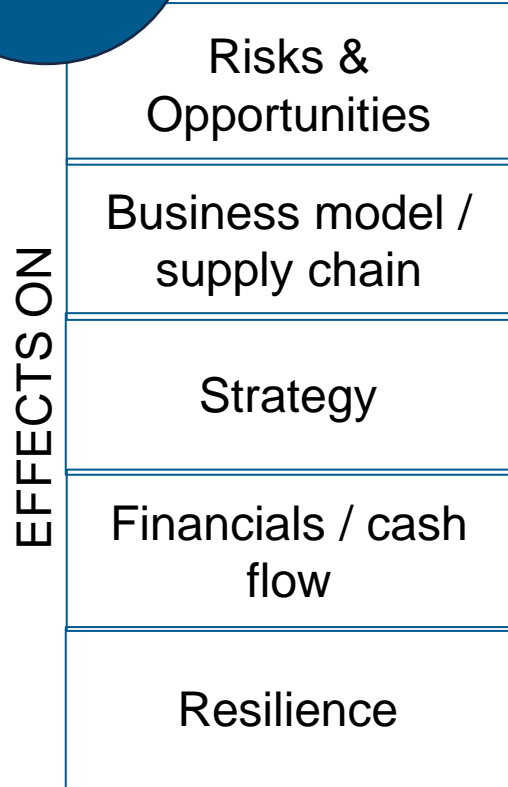 EFFECTS ON
Risks &
Opportunities
Business model /
supply chain
Strategy
Financials / cash
flow
Resilience